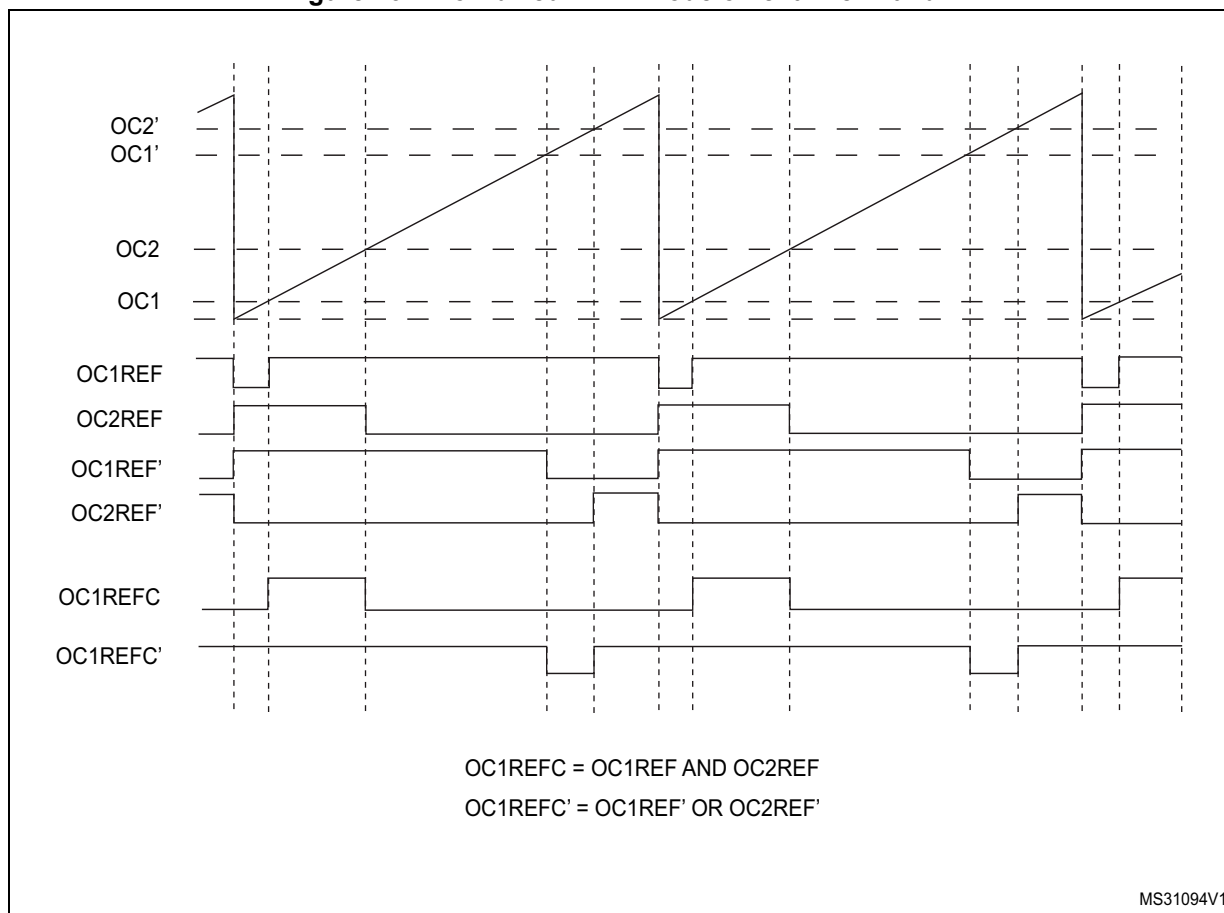 OC2’
OC1’
OC2
OC1
OC1REF
OC2REF
OC1REF’
OC2REF’
OC1REFC
OC1REFC’
OC1REFC = OC1REF AND OC2REF
OC1REFC’ = OC1REF’ OR OC2REF’
MS31094V1